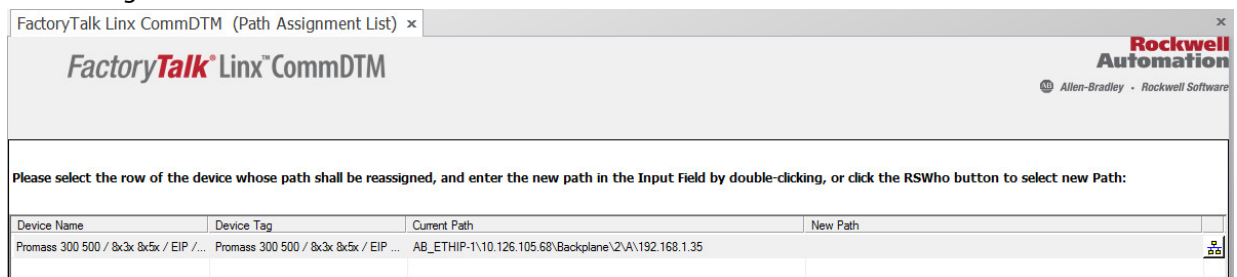 FactoryTalk Linx CommDTM (Path Assignment List) ×
×
FactoryTalk® Linx™ CommDTM
Rockwell
Automation
AB Allen-Bradley • Rockwell Software
Please select the row of the device whose path shall be reassigned, and enter the new path in the Input Field by double-clicking, or click the RSWho button to select new Path:
Device Name Device Tag Current Path New Path
Promass 300 500 / 8x3x 8x5x / EIP /... Promass 300 500 / 8x3x 8x5x / EIP ... AB_ETHIP-1\10.126.105.68\Backplane\2\A\192.168.1.35